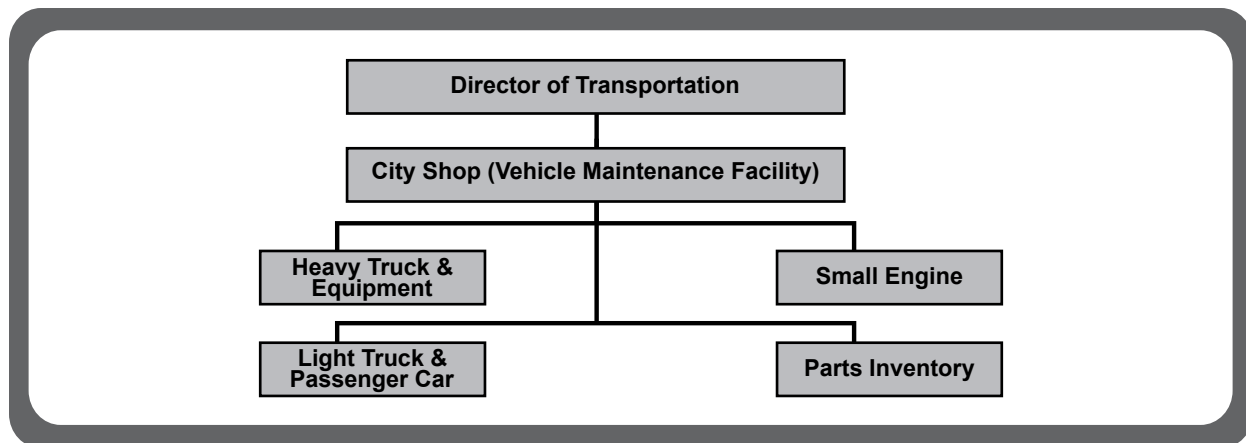 Director of Transportation
City Shop (Vehicle Maintenance Facility)
Heavy Truck &
Equipment
Small Engine
Light Truck &
Passenger Car
Parts Inventory